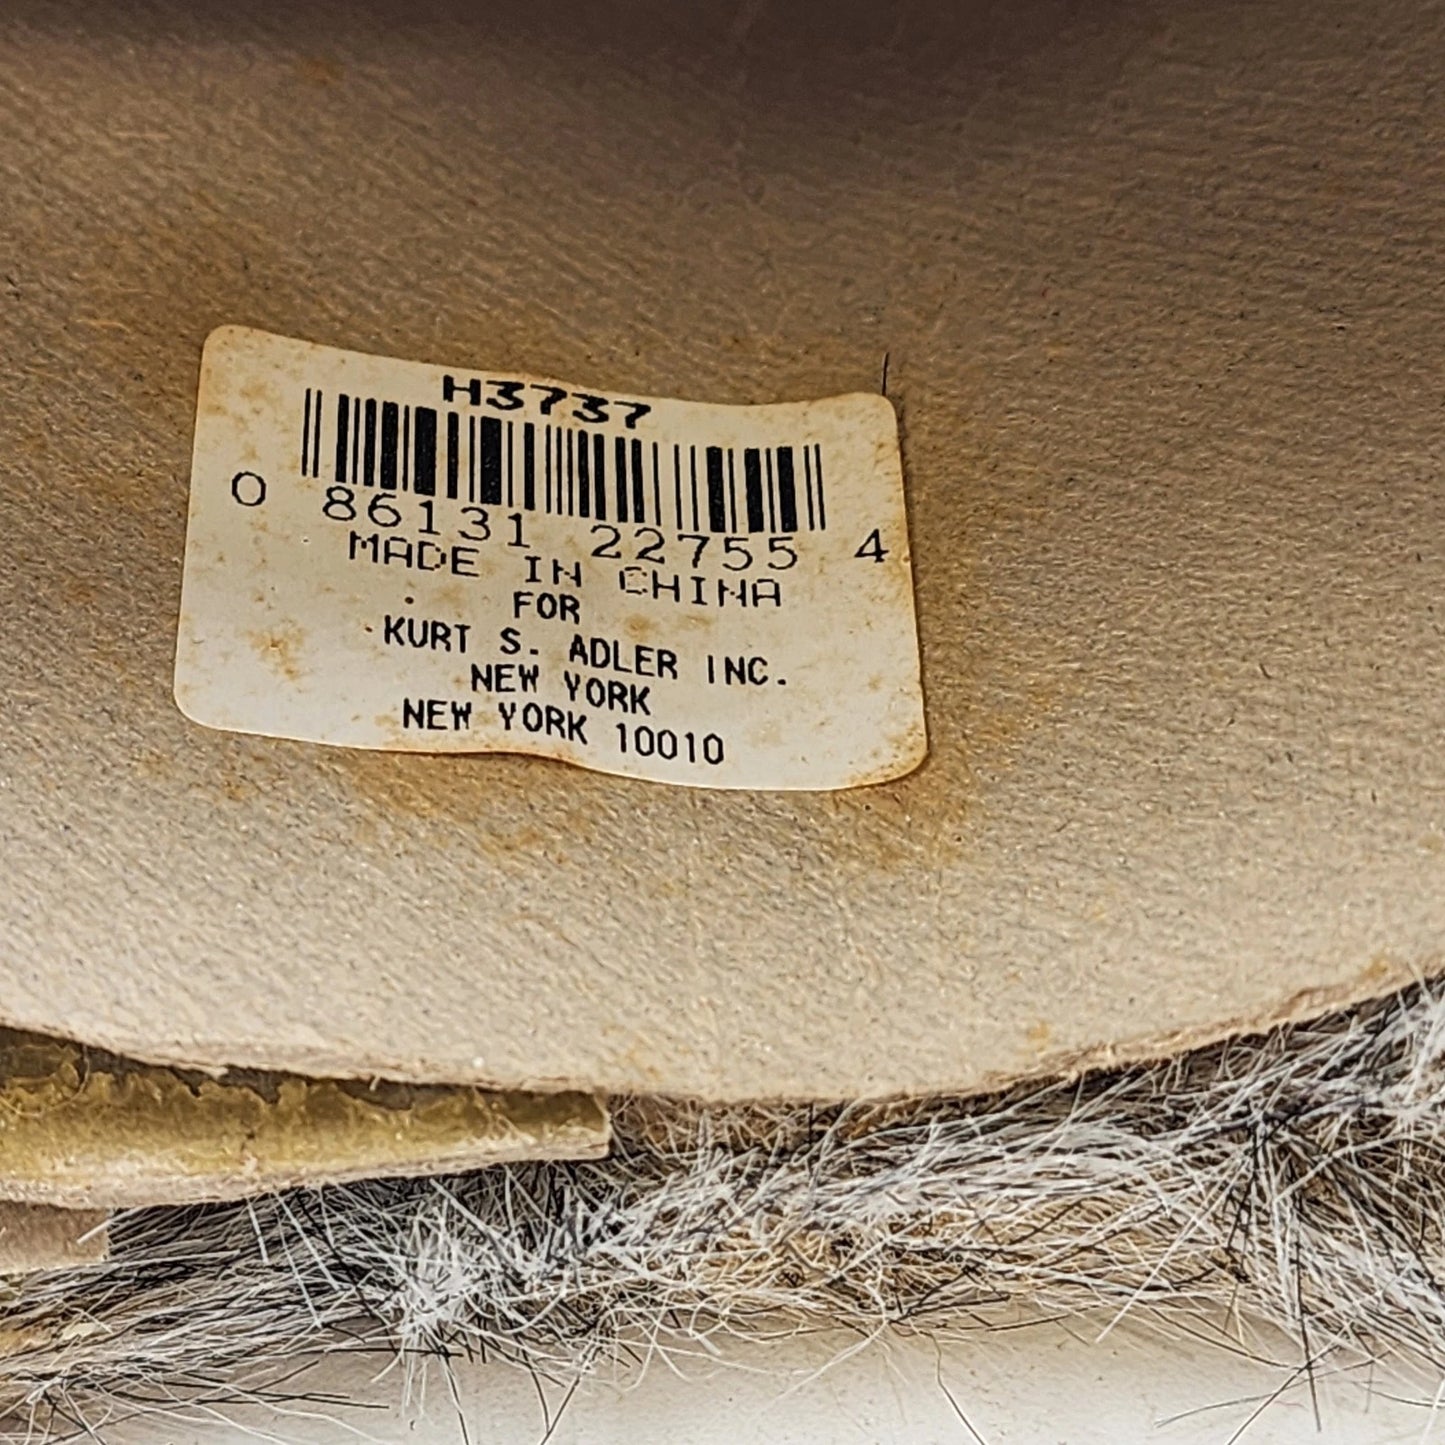 H3737
0 86131 22755 4
MADE IN CHINA
FOR
KURT S. ADLER INC.
NEW YORK
NEW YORK 10010